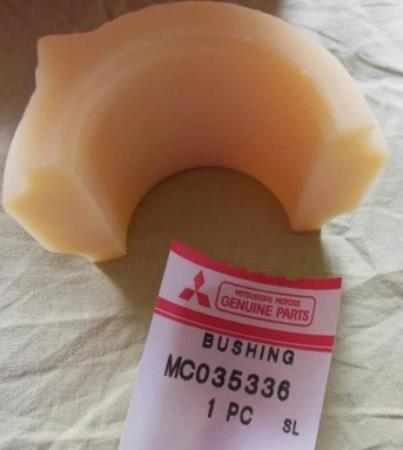 MITSUBISHI MOTORS
GENUINE PARTS
BUSHING
MC035336
1 PC SL